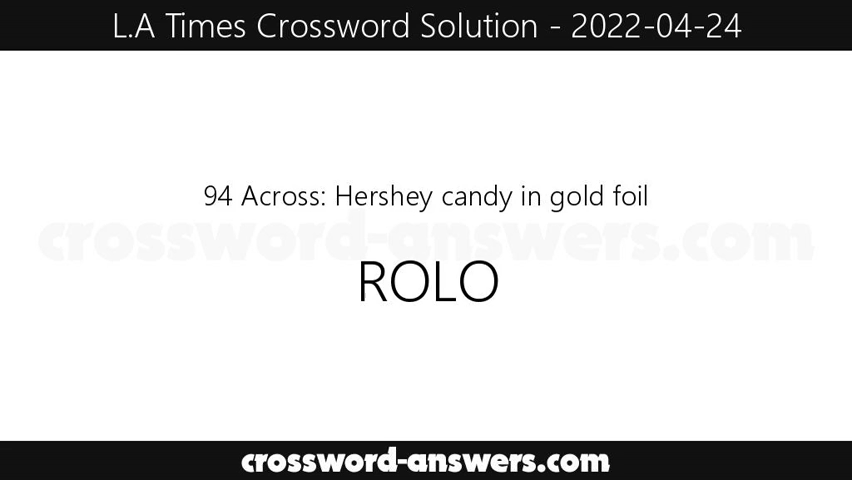 L.A Times Crossword Solution - 2022-04-24
94 Across: Hershey candy in gold foil
crossword-answers.com
ROLO
crossword-answers.com